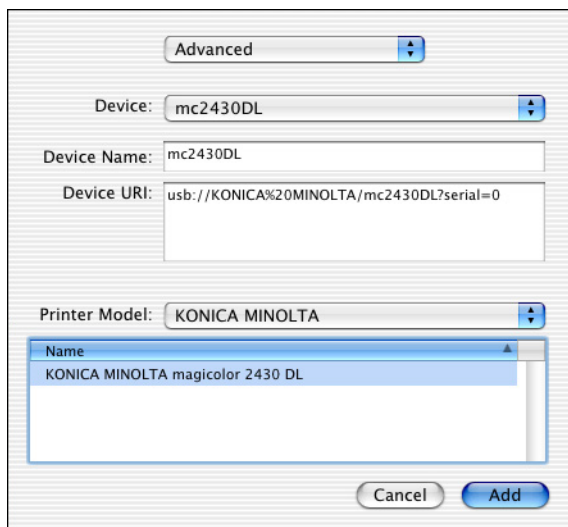 Advanced
Device: mc2430DL
Device Name: mc2430DL
Device URI: usb://KONICA%20MINOLTA/mc2430DL?serial=0
Printer Model: KONICA MINOLTA
Name
KONICA MINOLTA magicolor 2430 DL
Cancel Add